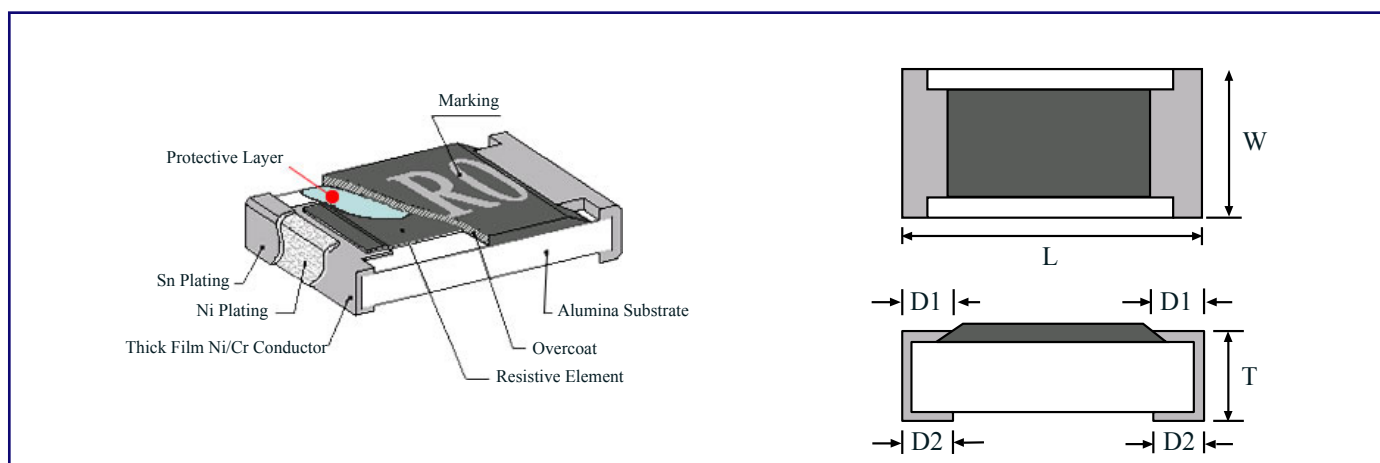 Marking
Protective Layer
R0
Sn Plating
Ni Plating
Thick Film Ni/Cr Conductor
Alumina Substrate
Overcoat
Resistive Element
W
L
D1
D1
T
D2
D2